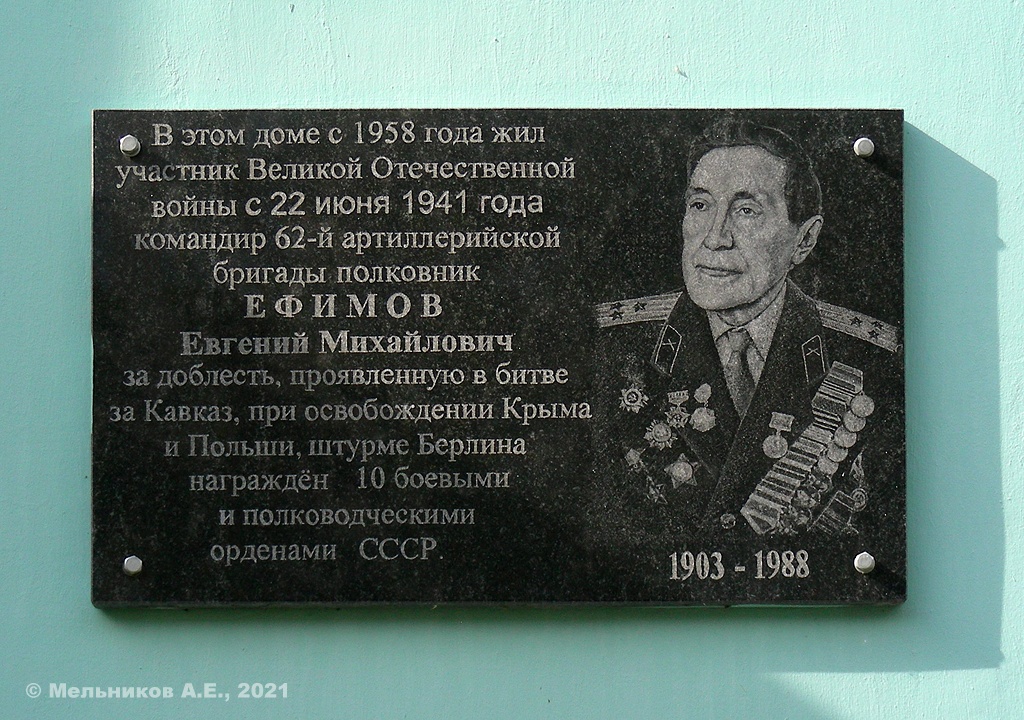 В этом доме с 1958 года жил
участник Великой Отечественной
войны с 22 июня 1941 года
командир 62-й артиллерийской
бригады полковник
ЕФИМОВ
Евгений Михайлович
за доблесть, проявленную в битве
за Кавказ, при освобождении Крыма
и Польши, штурме Берлина
награждён 10 боевыми
и полководческими
орденами СССР.
1903 - 1988
© Мельников А.Е., 2021